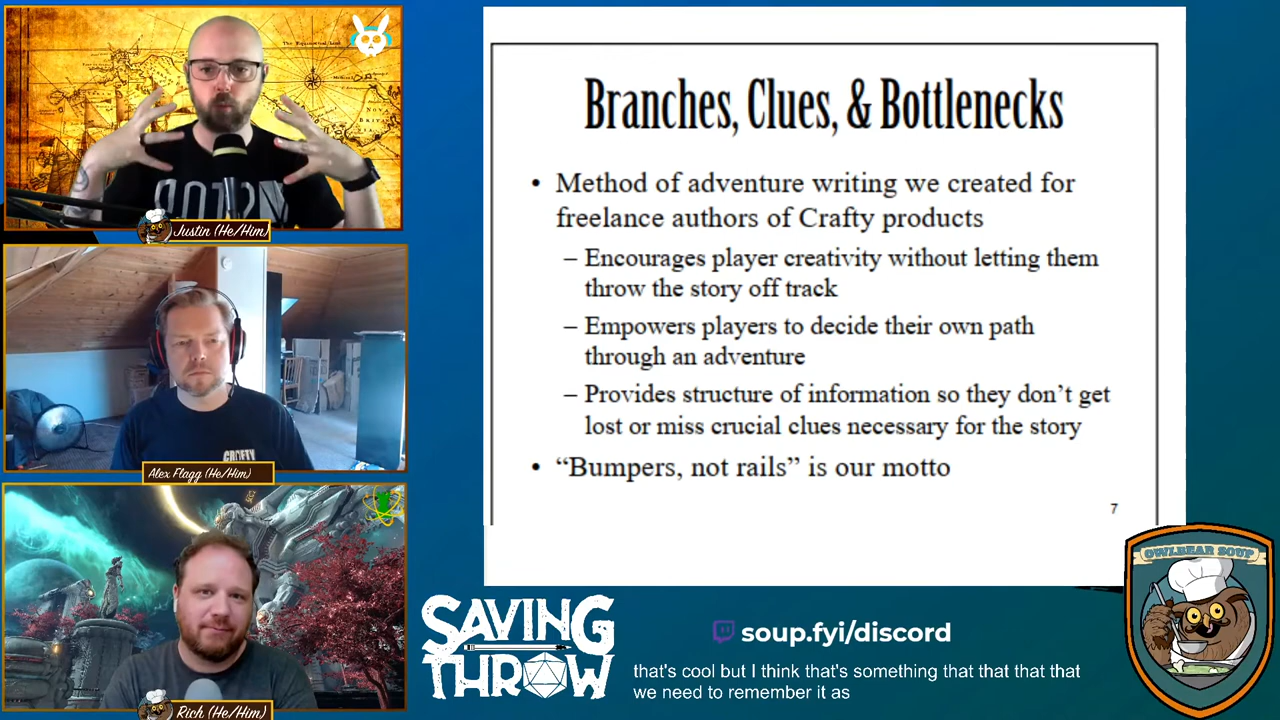 Justin (He/Him)
CRAFTY
Alex Flagg (He/Him)
Rich (He/Him)
Branches, Clues, & Bottlenecks
• Method of adventure writing we created for
freelance authors of Crafty products
– Encourages player creativity without letting them
throw the story off track
– Empowers players to decide their own path
through an adventure
– Provides structure of information so they don’t get
lost or miss crucial clues necessary for the story
• “Bumpers, not rails” is our motto
7
SAVING
THROW
soup.fyi/discord
that's cool but I think that's something that that that that
we need to remember it as
OWLBEAR SOUP